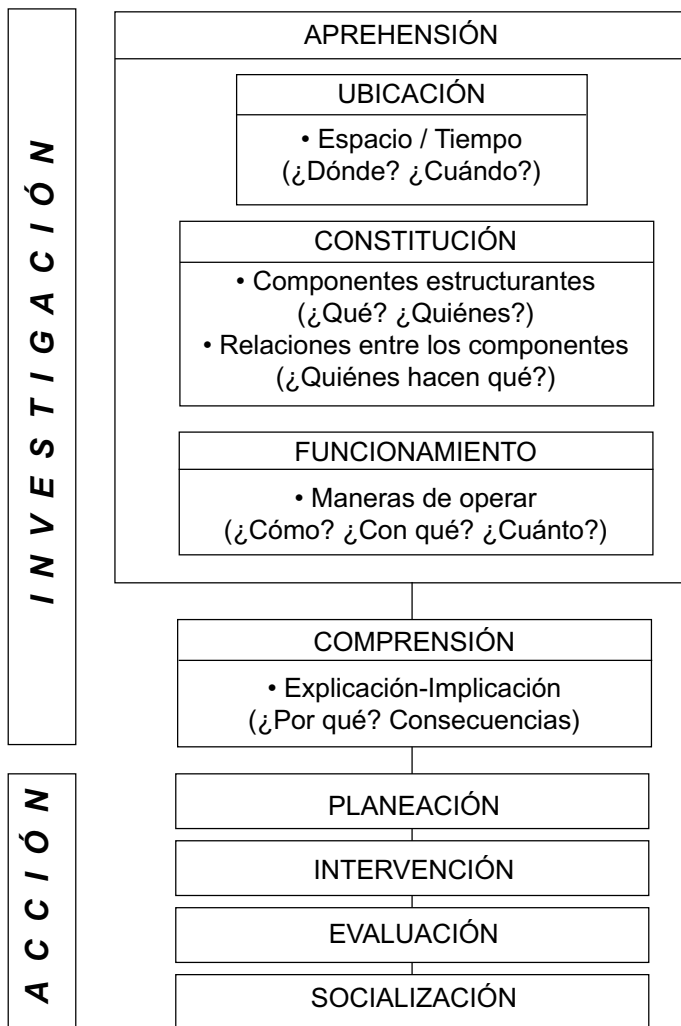 INVESTIGACIÓN
APREHENSIÓN
UBICACIÓN
• Espacio / Tiempo
(¿Dónde? ¿Cuándo?)
CONSTITUCIÓN
• Componentes estructurantes
(¿Qué? ¿Quiénes?)
• Relaciones entre los componentes
(¿Quiénes hacen qué?)
FUNCIONAMIENTO
• Maneras de operar
(¿Cómo? ¿Con qué? ¿Cuánto?)
COMPRENSIÓN
• Explicación-Implicación
(¿Por qué? Consecuencias)
ACCIÓN
PLANEACIÓN
INTERVENCIÓN
EVALUACIÓN
SOCIALIZACIÓN